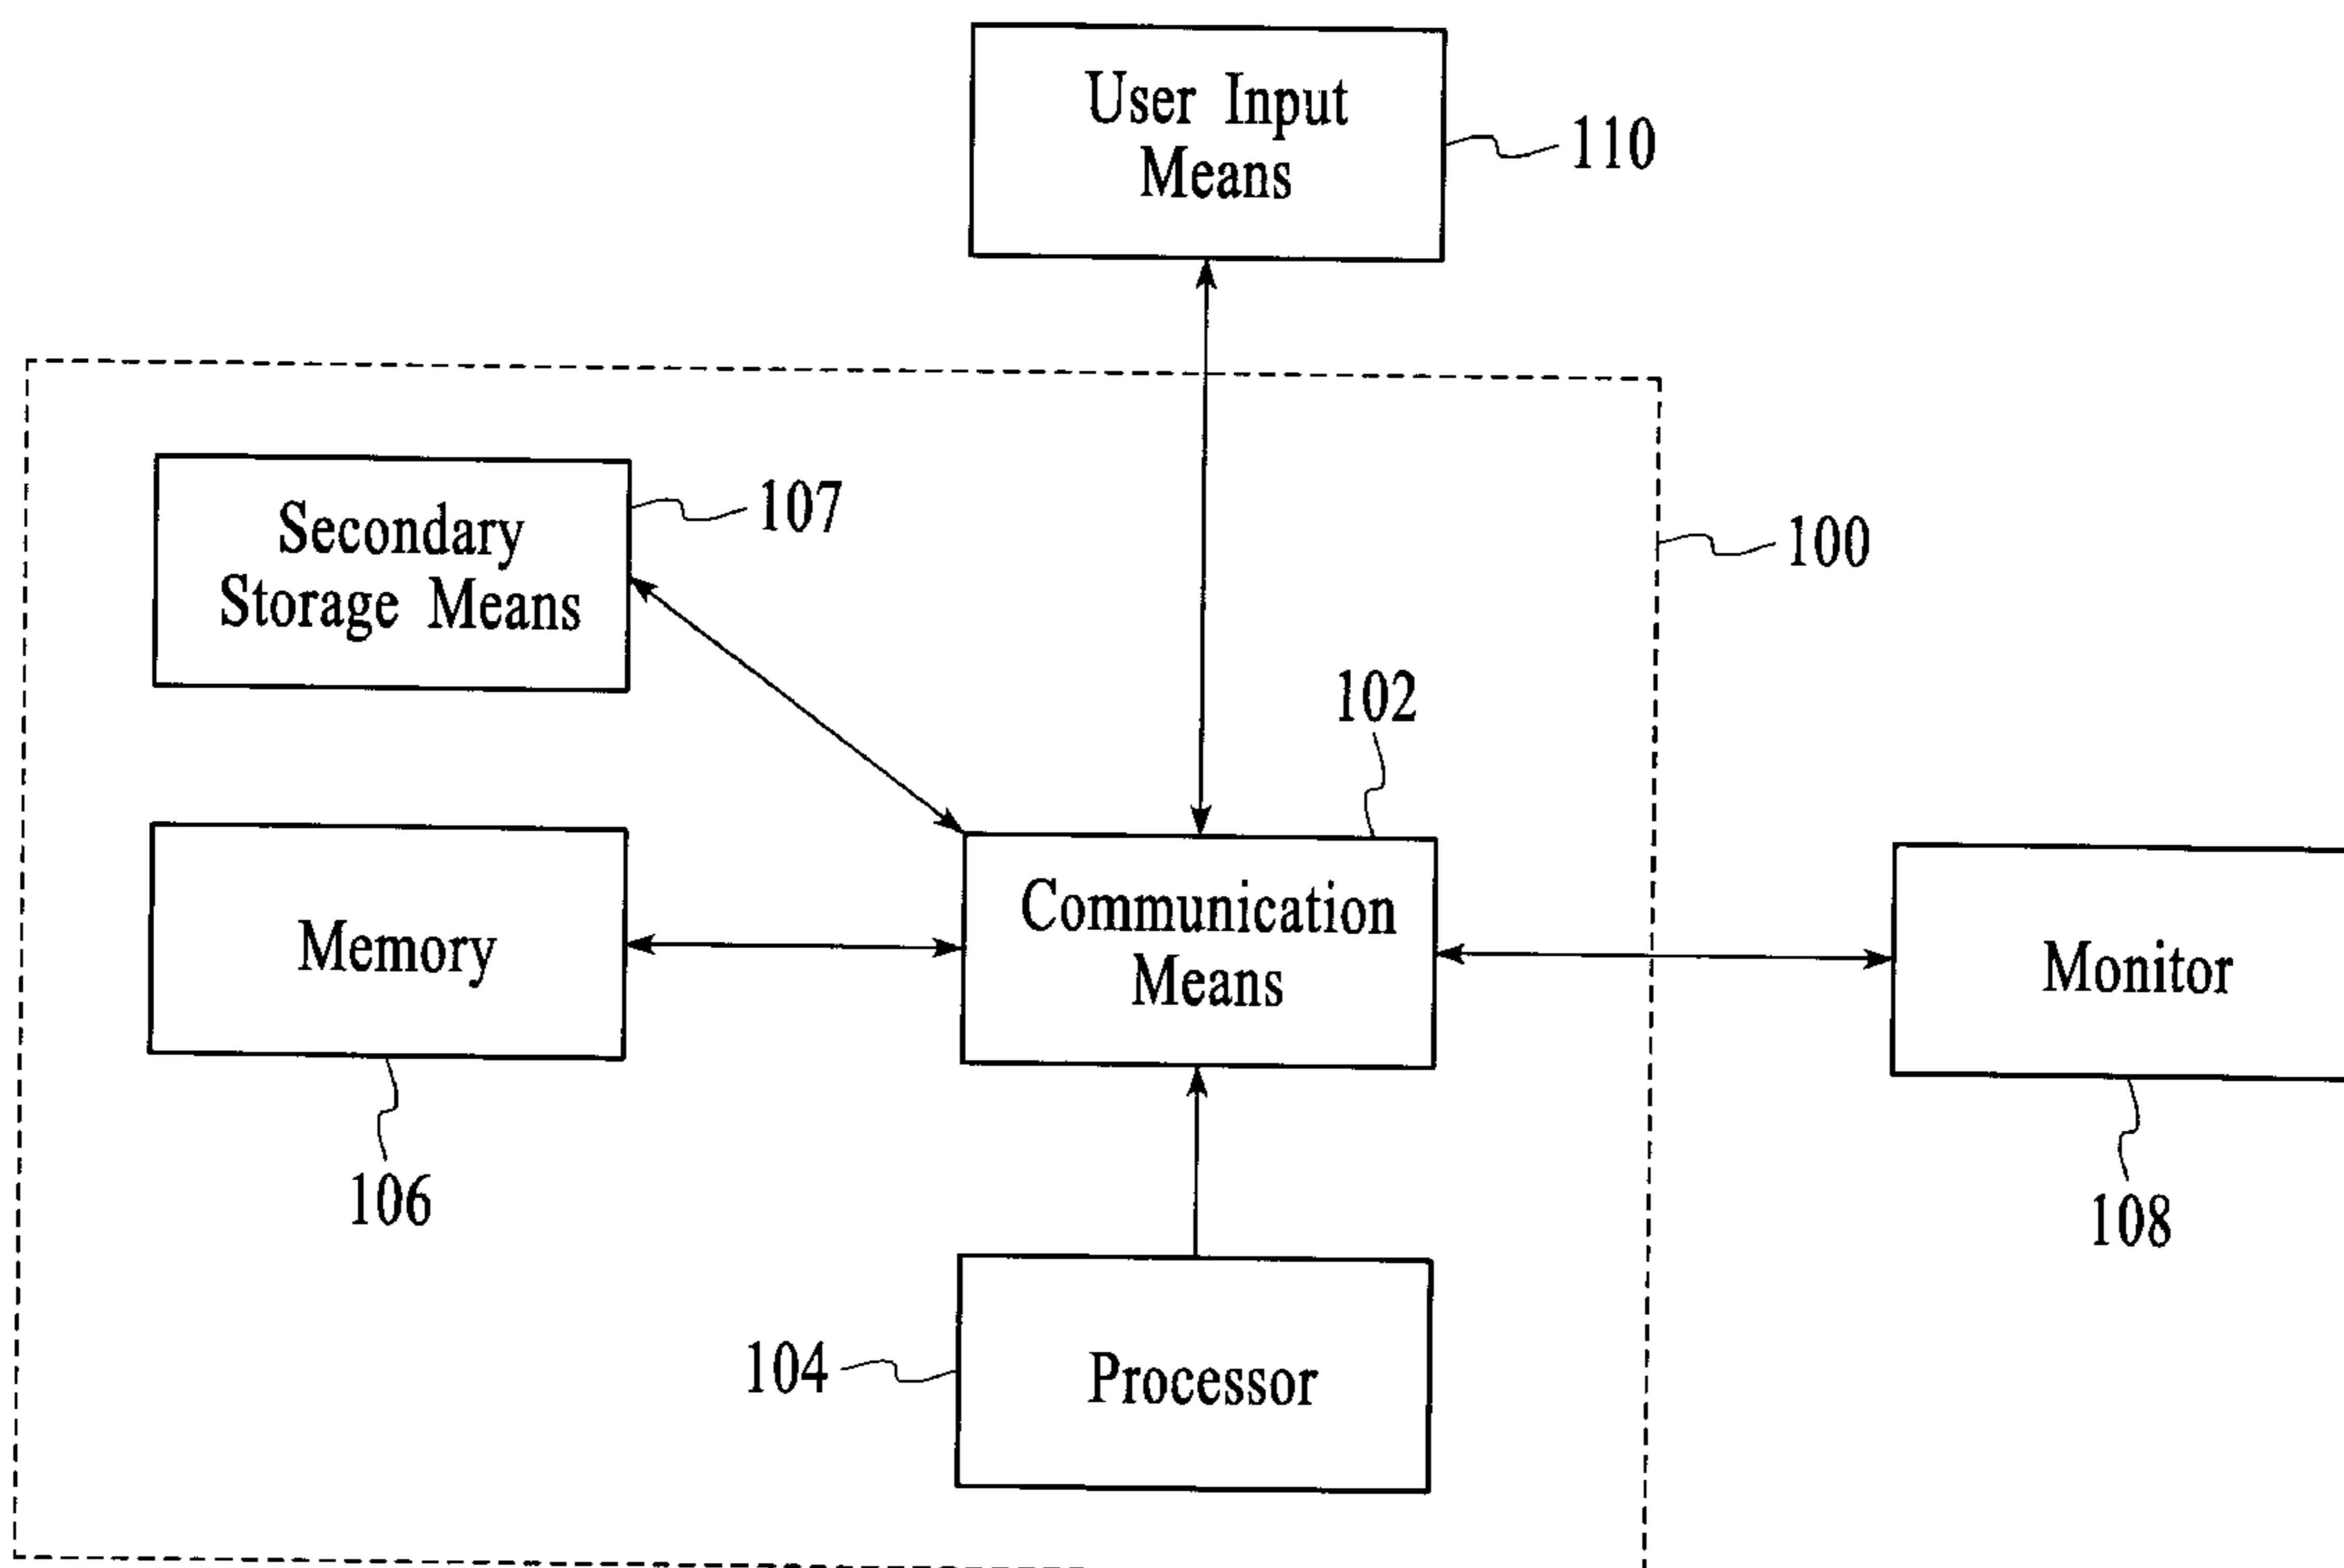 User Input
Means
110
Secondary
Storage Means
107
100
102
Memory
Communication
Means
Monitor
106
108
104
Processor